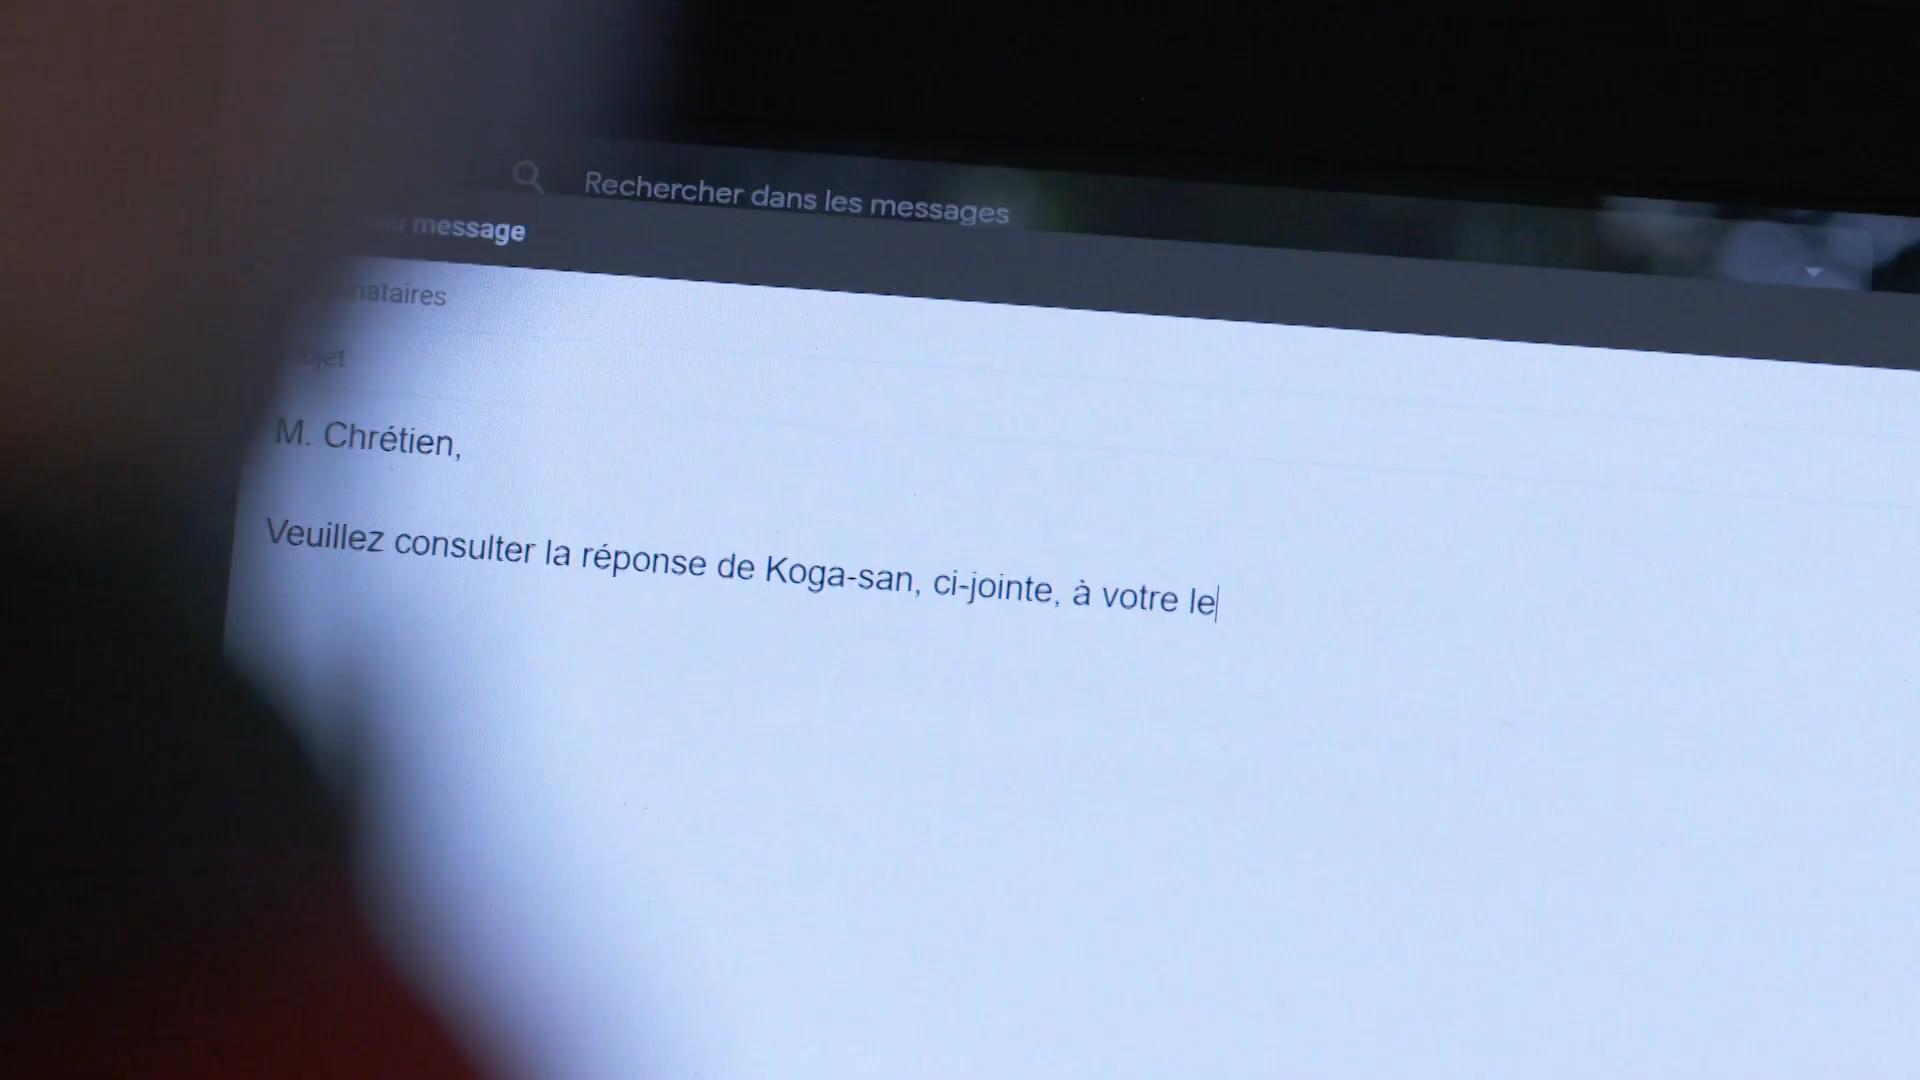 Rechercher dans les messages
message
M. Chrétien,
Veuillez consulter la réponse de Koga-san, ci-jointe, à votre le